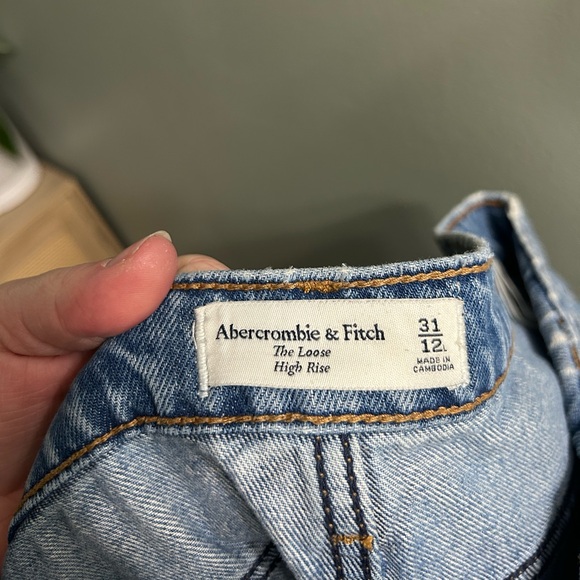 Abercrombie & Fitch
The Loose
High Rise
31
12L
MADE IN
CAMBODIA